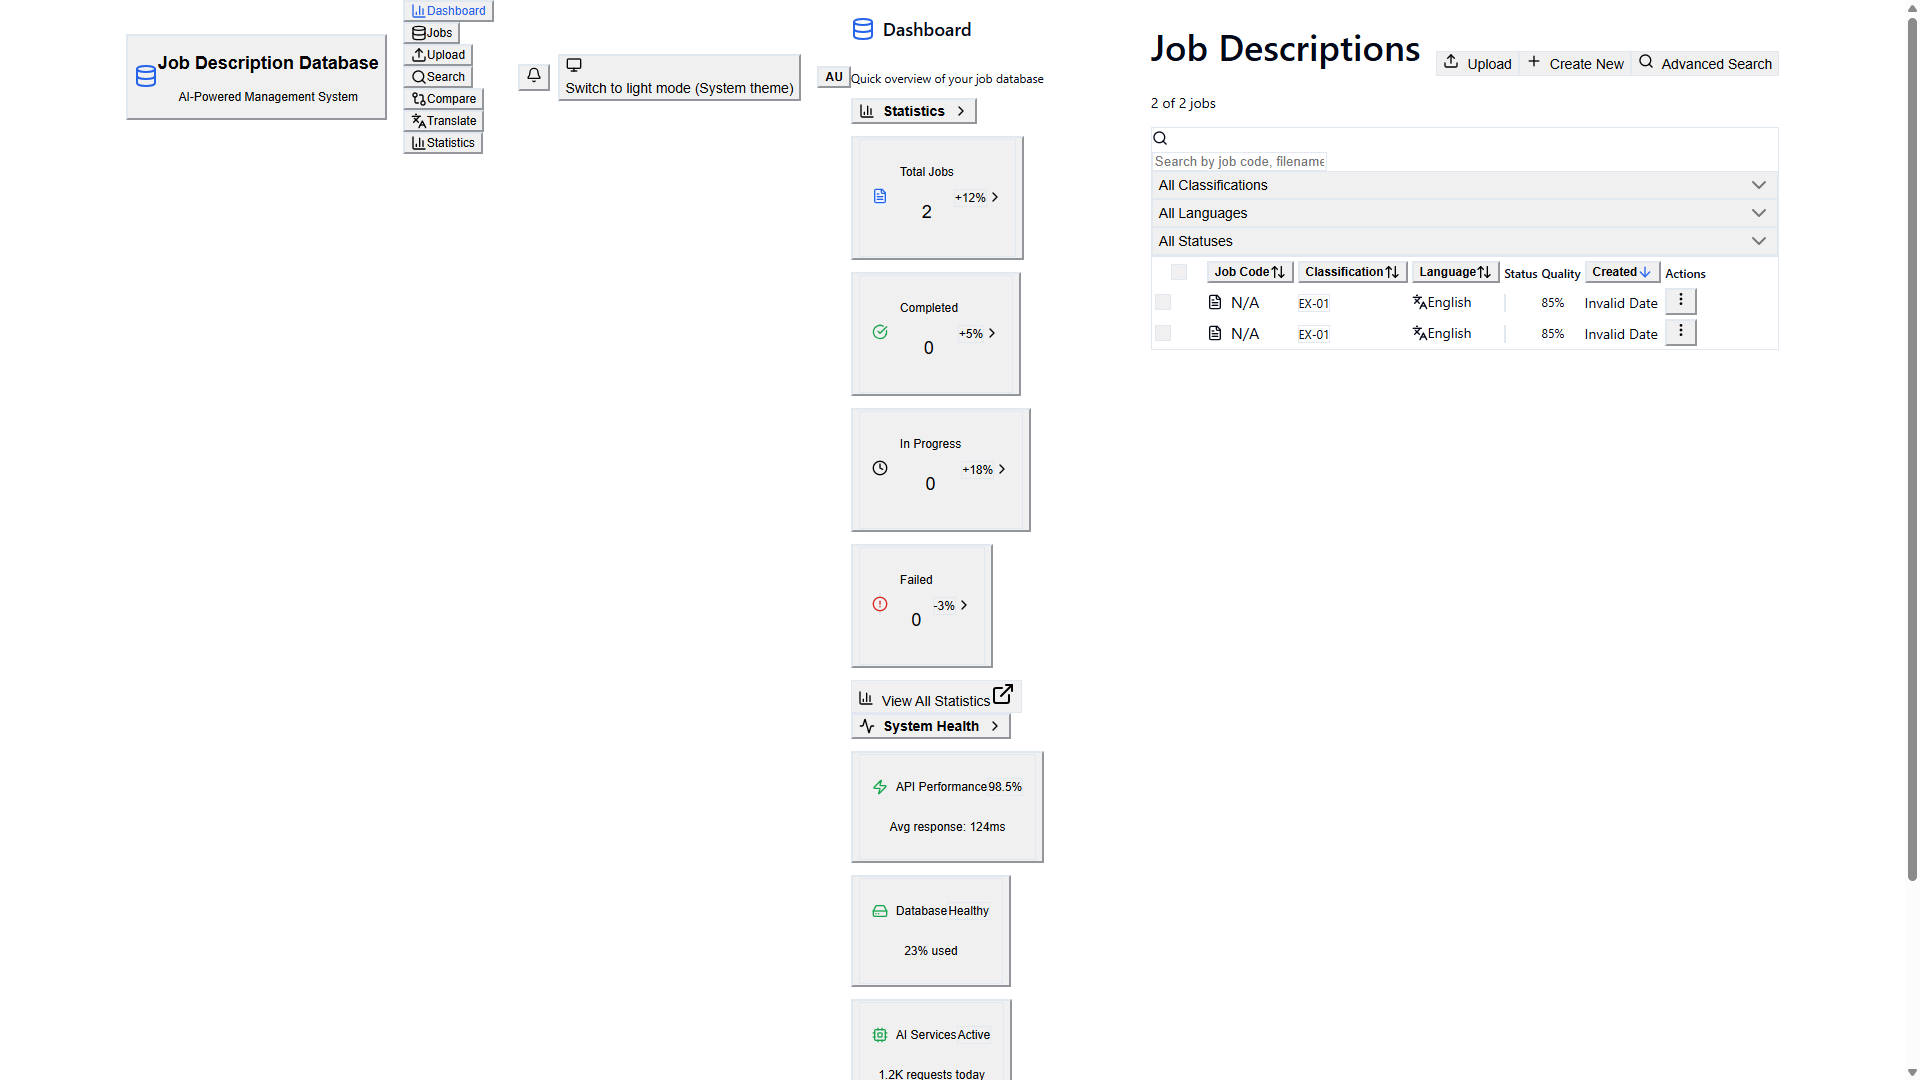 Job Description Database
AI-Powered Management System
Dashboard
Jobs
Upload
Search
Compare
Translate
Statistics
Switch to light mode (System theme)
AU
Dashboard
Quick overview of your job database
Statistics
Total Jobs
2
+12%
Completed
0
+5%
In Progress
0
+18%
Failed
0
-3%
View All Statistics
System Health
API Performance 98.5%
Avg response: 124ms
Database Healthy
23% used
AI Services Active
1.2K requests today
Job Descriptions
Upload
Create New
Advanced Search
2 of 2 jobs
Search by job code, filename
All Classifications
All Languages
All Statuses
Job Code Classification Language Status Quality Created Actions
N/A EX-01 English 85% Invalid Date
N/A EX-01 English 85% Invalid Date